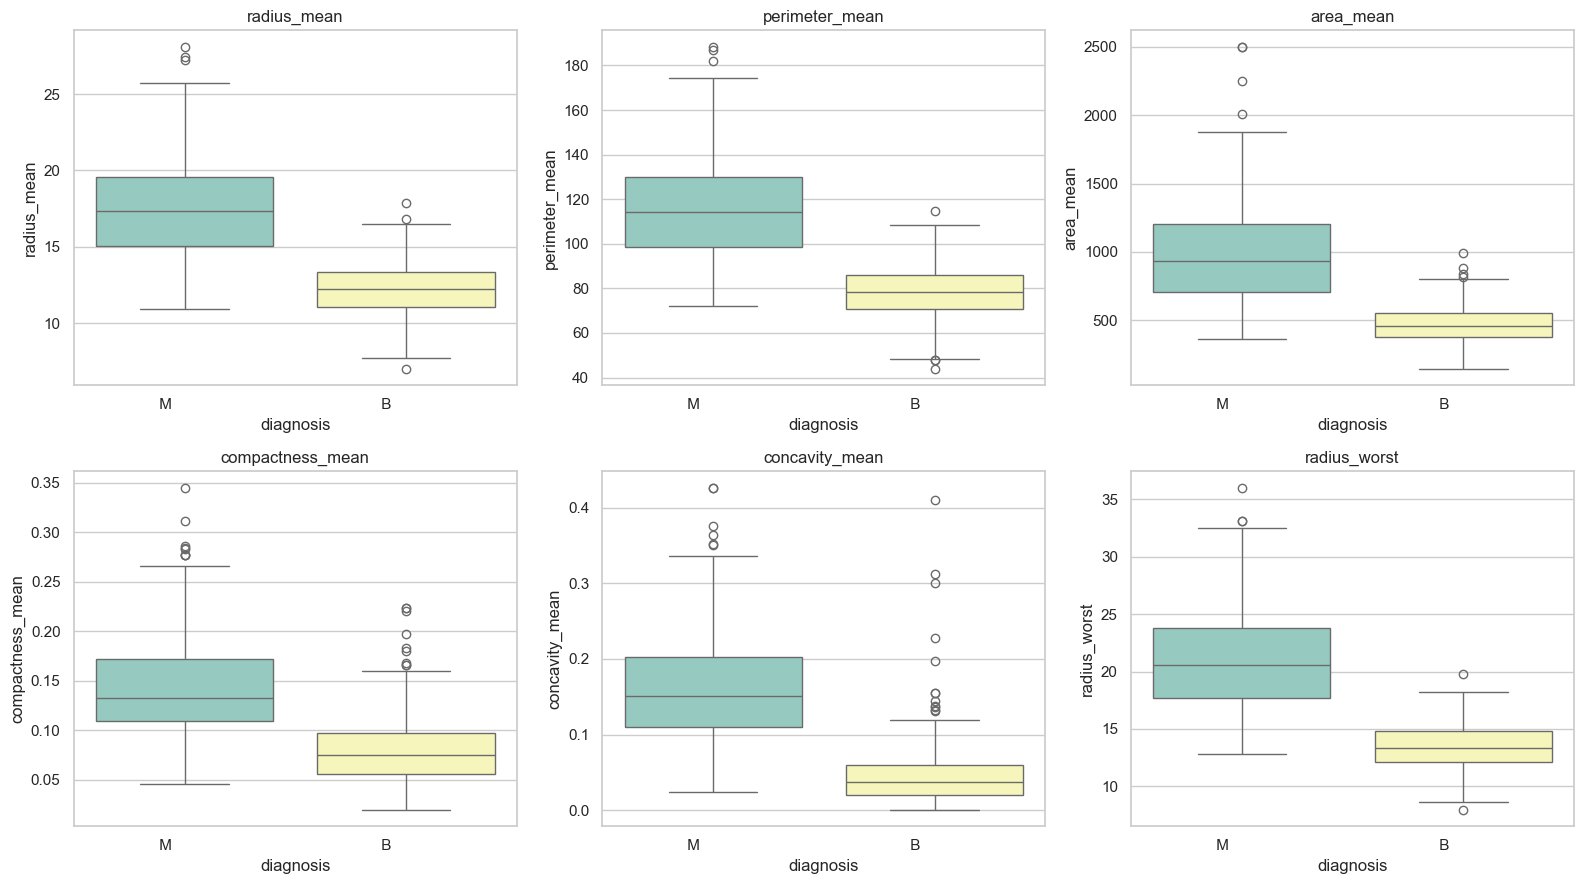 radius_mean
radius_mean
25
20
15
10
M
B
diagnosis
perimeter_mean
perimeter_mean
180
160
140
120
100
80
60
40
M
B
diagnosis
area_mean
area_mean
2500
2000
1500
1000
500
M
B
diagnosis
compactness_mean
compactness_mean
0.35
0.30
0.25
0.20
0.15
0.10
0.05
M
B
diagnosis
concavity_mean
concavity_mean
0.4
0.3
0.2
0.1
0.0
M
B
diagnosis
radius_worst
radius_worst
35
30
25
20
15
10
M
B
diagnosis